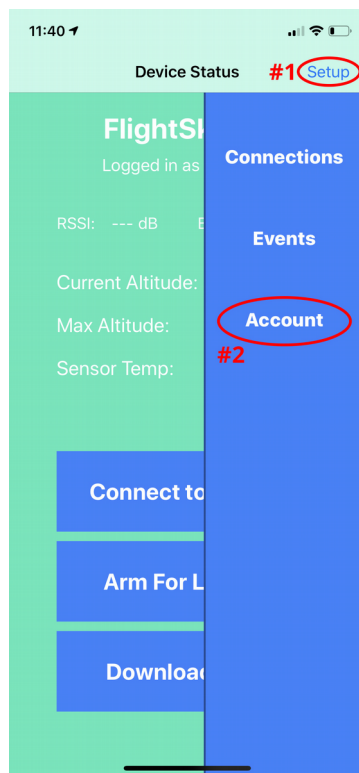 11:40
Device Status #1 Setup
FlightSk
Logged in as
Connections
RSSI: --- dB
Events
Current Altitude:
Account
Max Altitude:
#2
Sensor Temp:
Connect to
Arm For L
Download